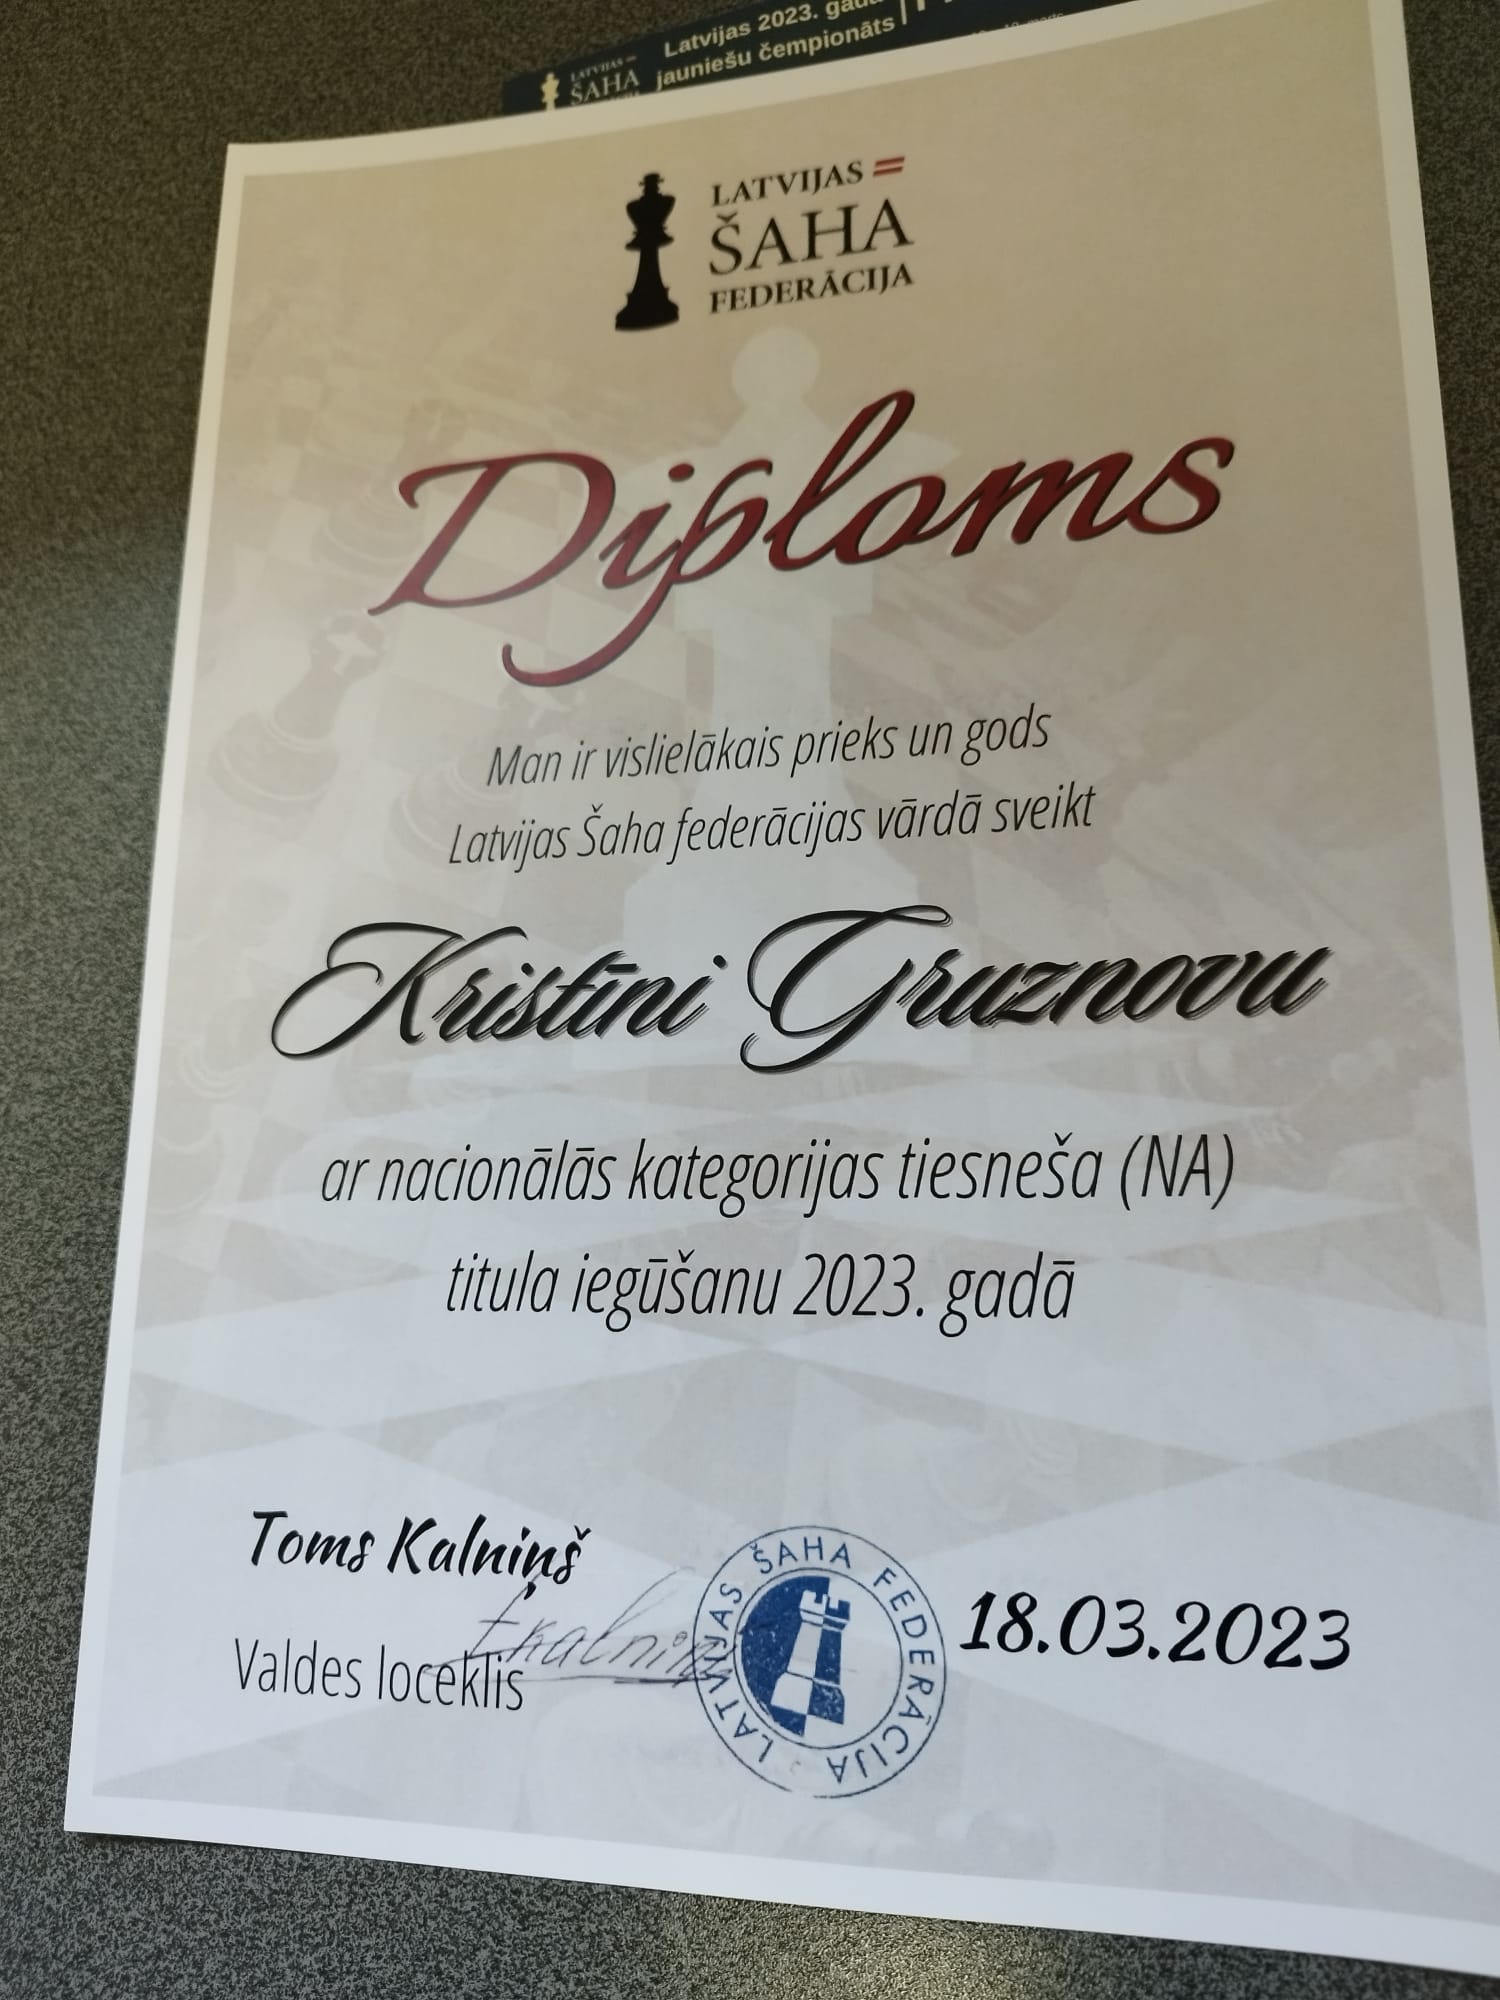 Latvijas 2023. gada
jauniešu čempionāts
LATVIJAS
ŠAHA
LATVIJAS
ŠAHA
FEDERĀCIJA
Diploms
Man ir vislielākais prieks un gods
Latvijas Šaha federācijas vārdā sveikt
Kristīni Gruznovu
ar nacionālās kategorijas tiesneša (NA)
titula iegūšanu 2023. gadā
Toms Kalniņš
Valdes loceklis
LATVIJAS ŠAHA FEDERĀCIJA
18.03.2023